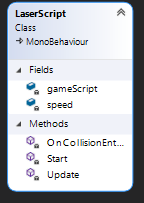 LaserScript
Class
→ MonoBehaviour
Fields
gameScript
speed
Methods
OnCollisionEnt...
Start
Update